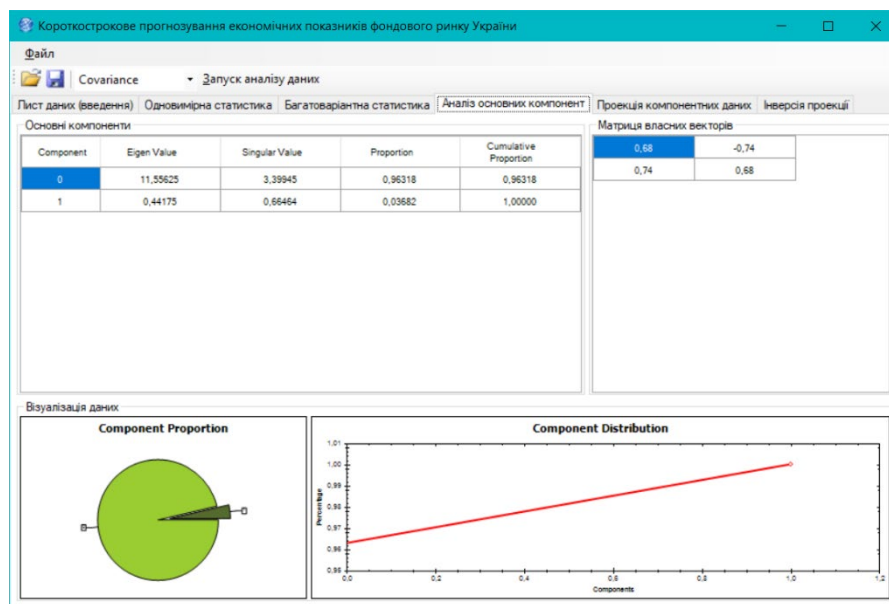 Короткострокове прогнозування економічних показників фондового ринку України
Файл
Covariance Запуск аналізу даних
Лист даних (введення) Одновимірна статистика Багатоваріантна статистика Аналіз основних компонент Проекція компонентних даних Інверсія проекції
Основні компоненти
Component Eigen Value Singular Value Proportion Cumulative Proportion
0 11,55625 3,39945 0,96318 0,96318
1 0,44175 0,66464 0,03682 1,00000
Матриця власних векторів
0,68 -0,74
0,74 0,68
Візуалізація даних
Component Proportion
Component Distribution
1,01
1,00
0,99
0,98
0,97
0,96
0,95
Percentage
0,0 0,2 0,4 0,6 0,8 1,0 1,2
Components